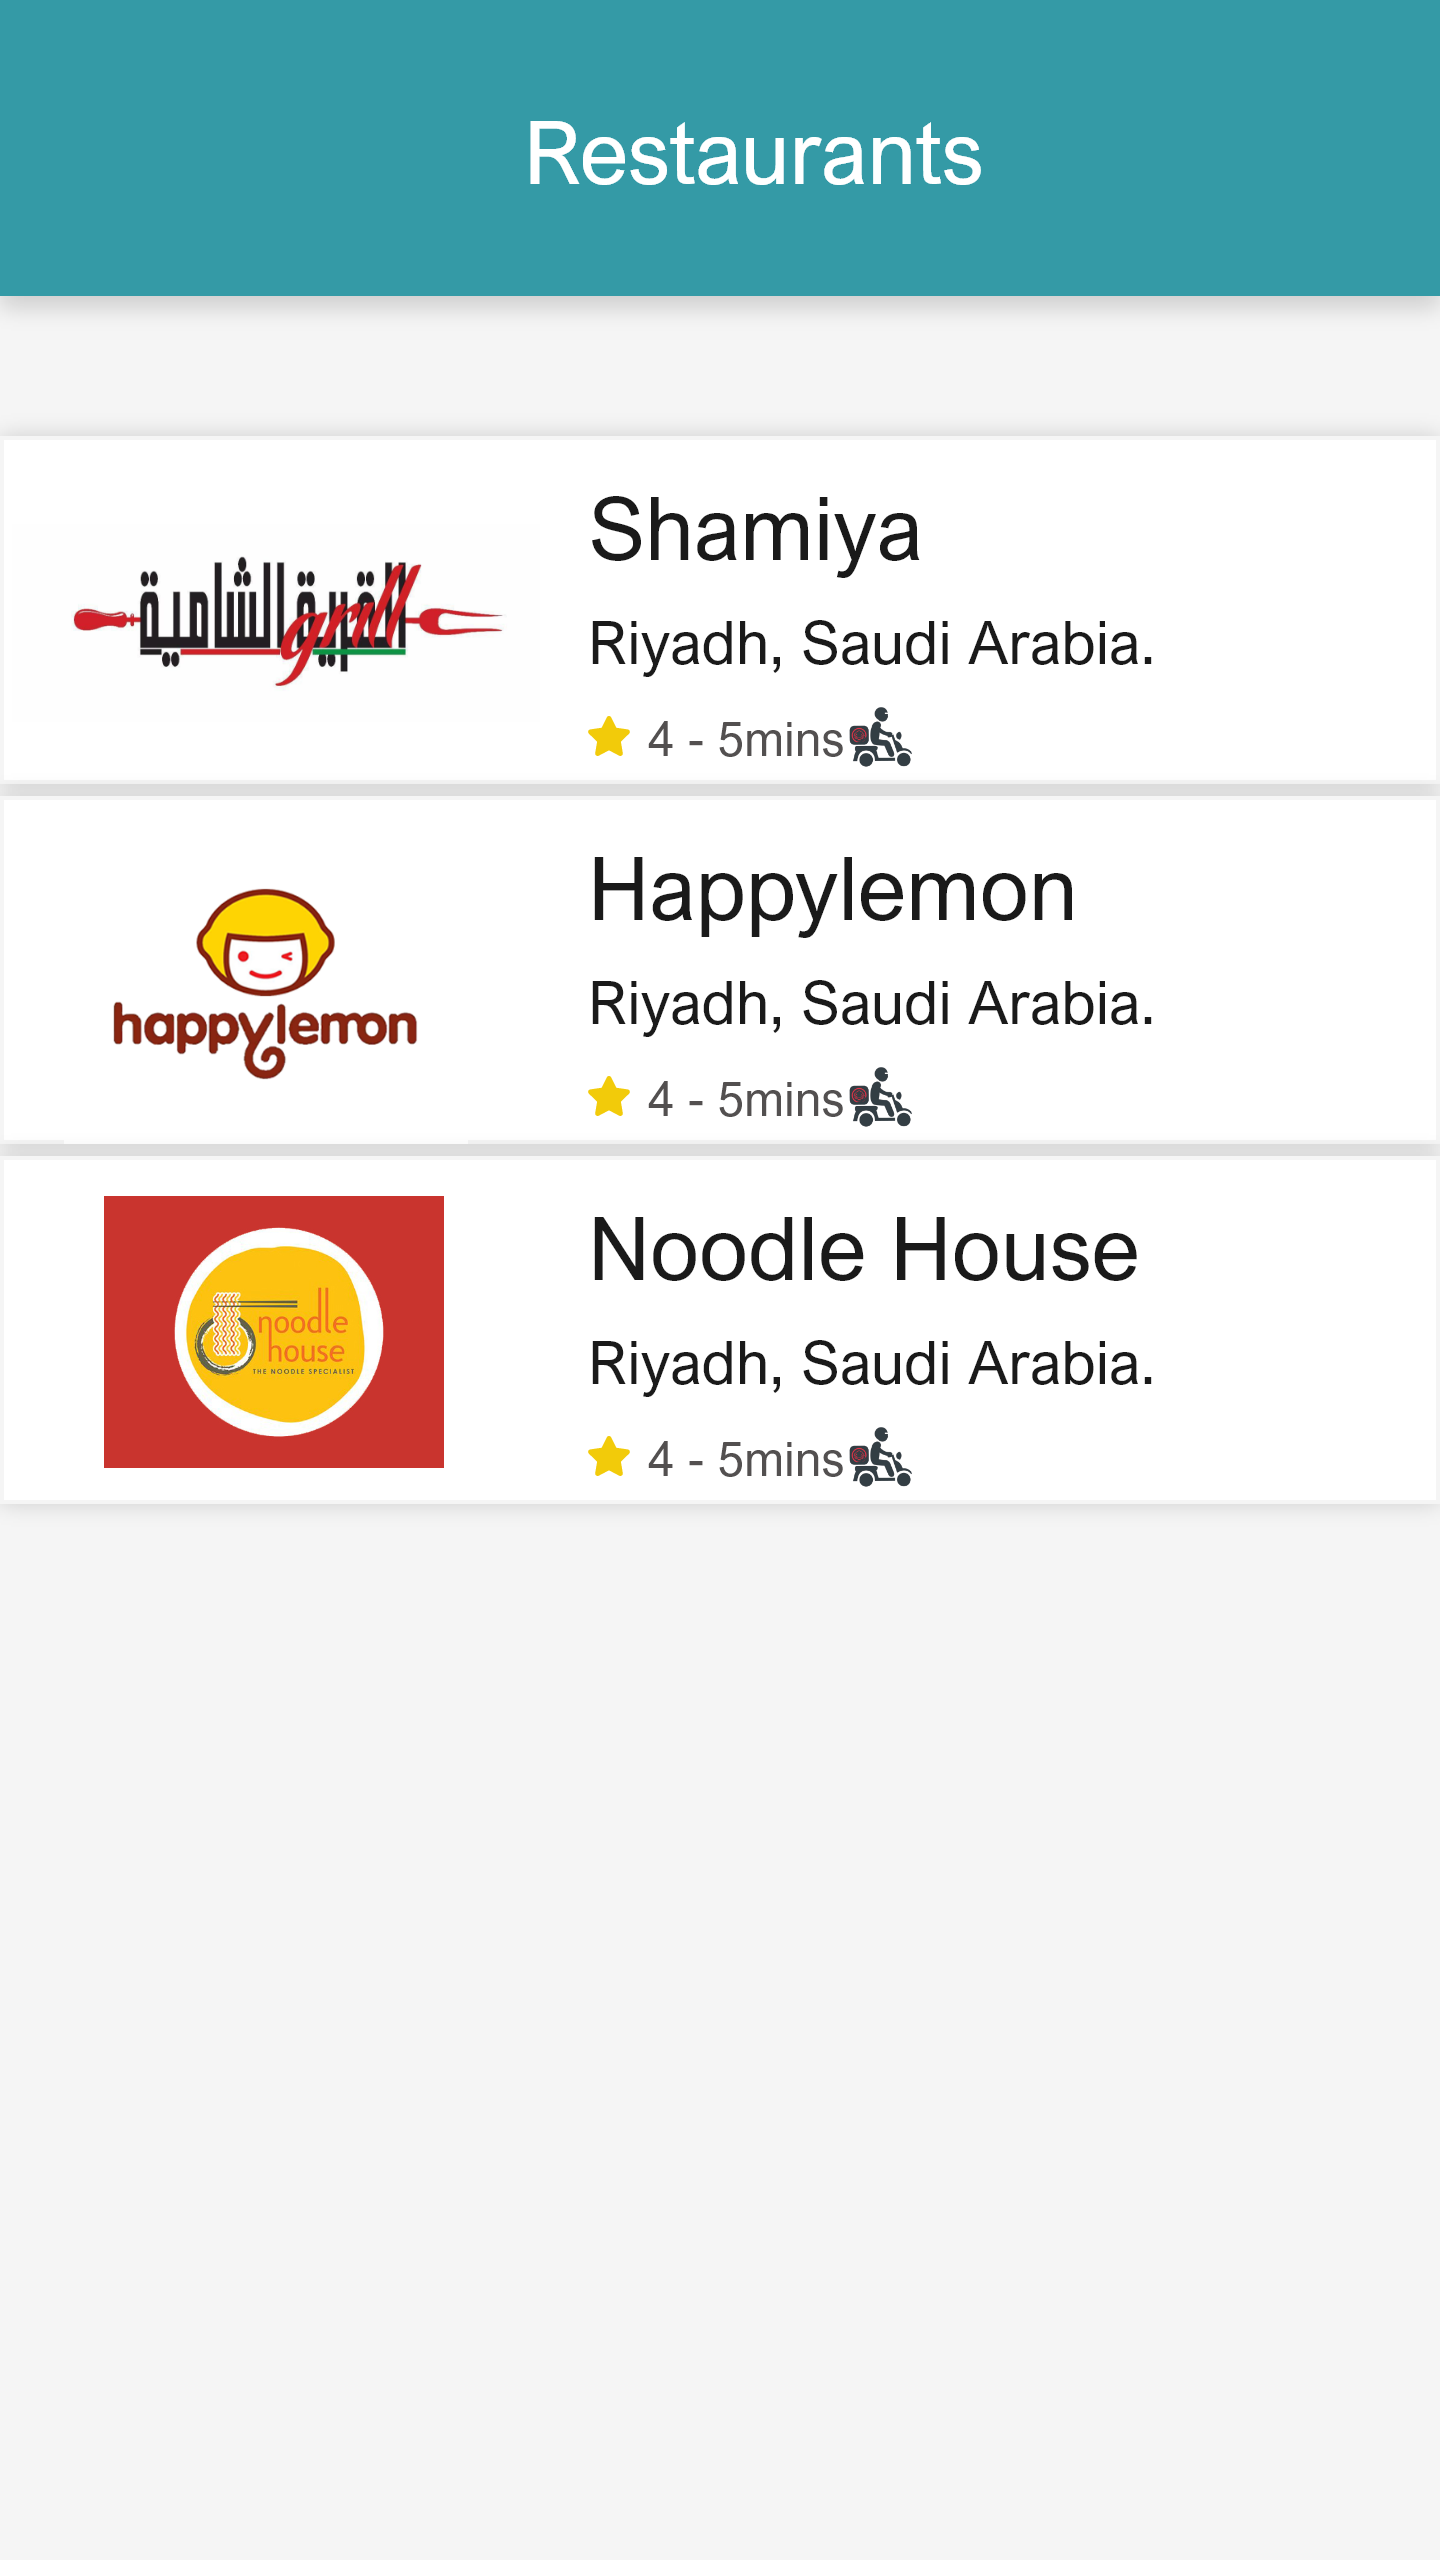 Restaurants
Shamiya
القرية الشامية
grill
Riyadh, Saudi Arabia.
4 - 5mins
Happylemon
happylemon
Riyadh, Saudi Arabia.
4 - 5mins
Noodle House
noodle
house
THE NOODLE SPECIALIST
Riyadh, Saudi Arabia.
4 - 5mins